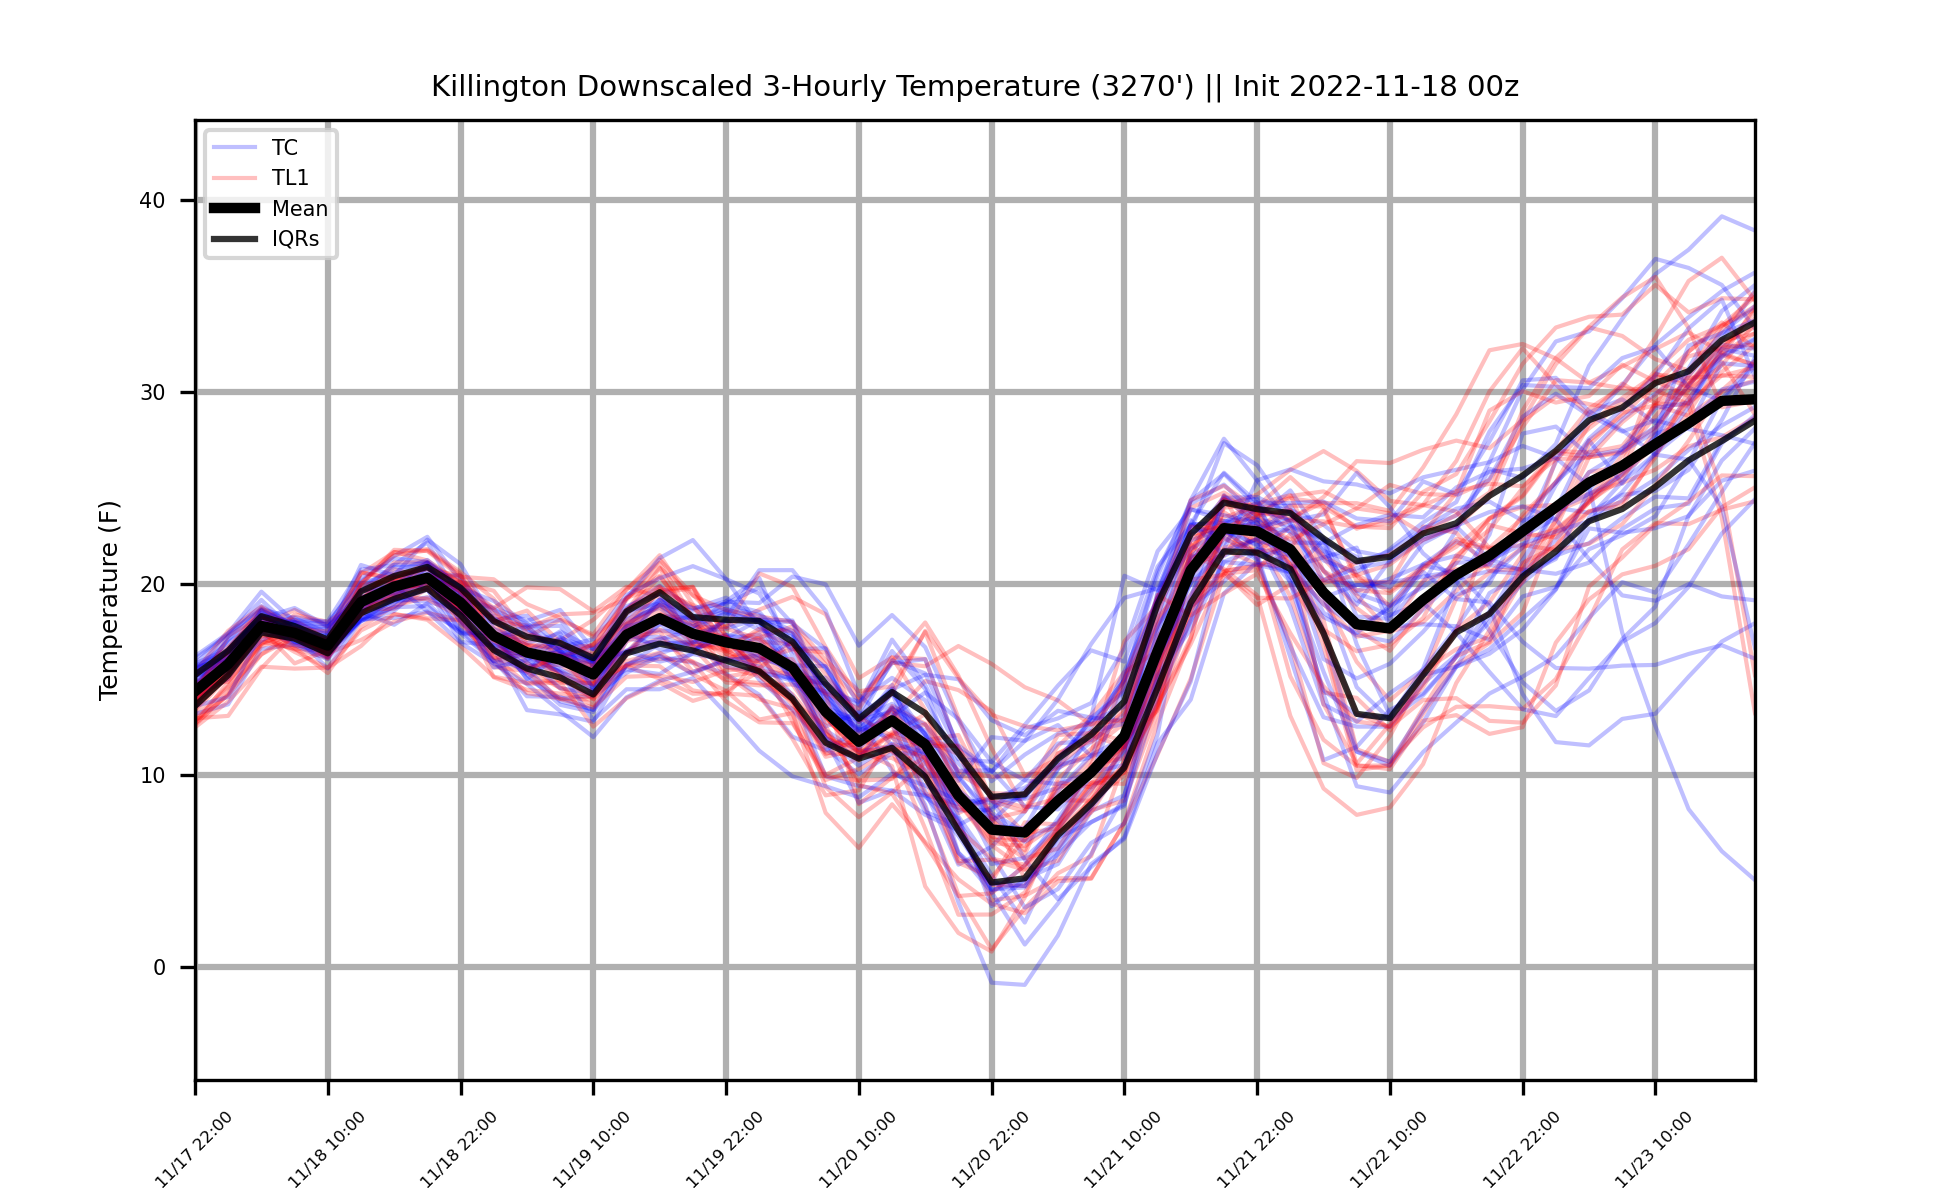 Killington Downscaled 3-Hourly Temperature (3270') || Init 2022-11-18 00z
TC
TL1
Mean
IQRs
Temperature (F)
40
30
20
10
0
11/17 22:00
11/18 10:00
11/18 22:00
11/19 10:00
11/19 22:00
11/20 10:00
11/20 22:00
11/21 10:00
11/21 22:00
11/22 10:00
11/22 22:00
11/23 10:00